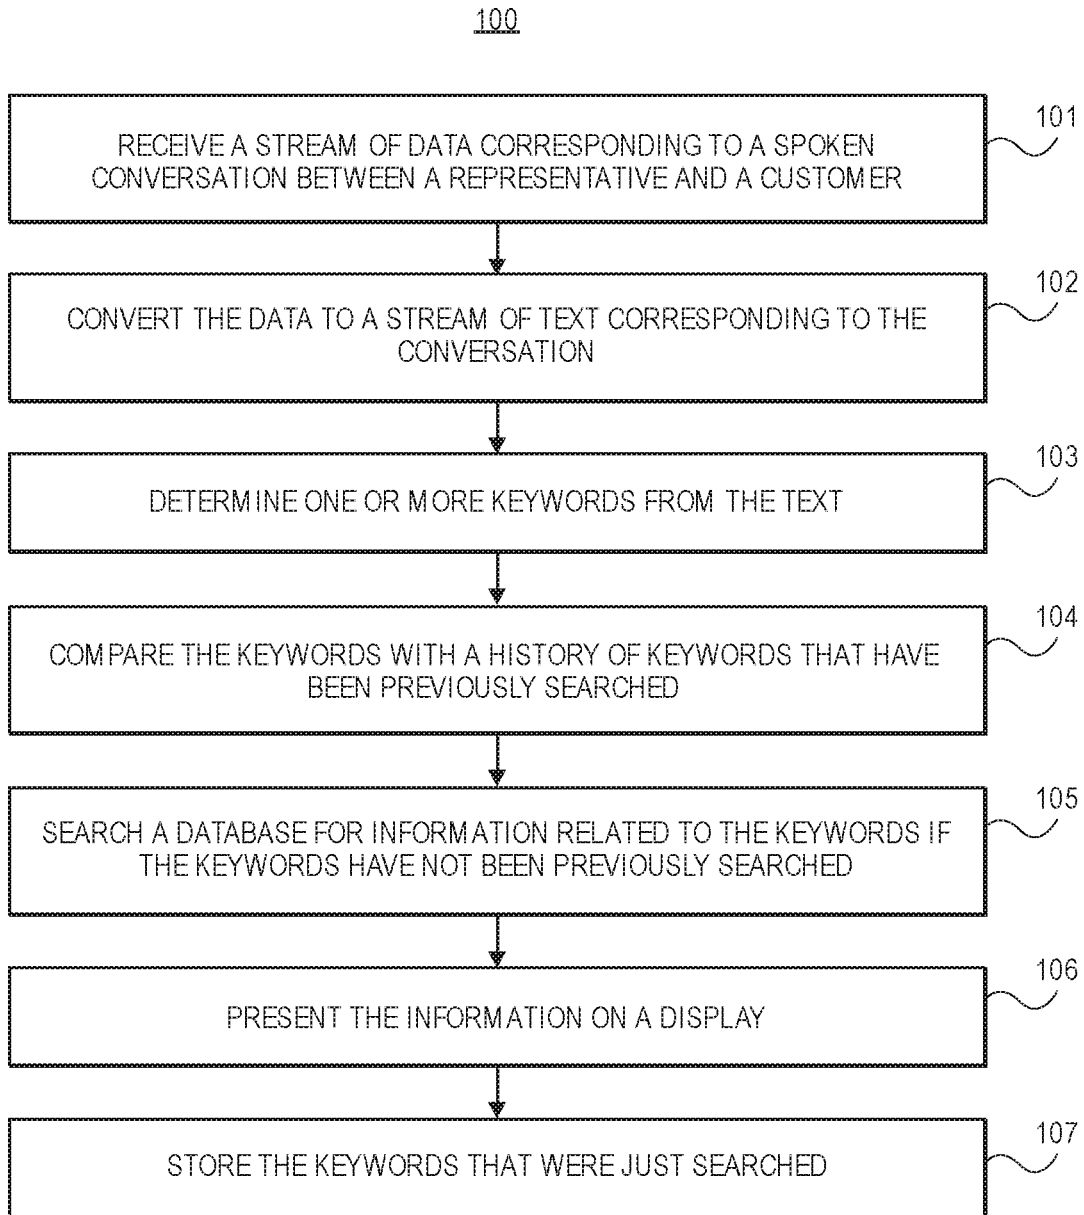 100
101
RECEIVE A STREAM OF DATA CORRESPONDING TO A SPOKEN
CONVERSATION BETWEEN A REPRESENTATIVE AND A CUSTOMER
102
CONVERT THE DATA TO A STREAM OF TEXT CORRESPONDING TO THE
CONVERSATION
103
DETERMINE ONE OR MORE KEYWORDS FROM THE TEXT
104
COMPARE THE KEYWORDS WITH A HISTORY OF KEYWORDS THAT HAVE
BEEN PREVIOUSLY SEARCHED
105
SEARCH A DATABASE FOR INFORMATION RELATED TO THE KEYWORDS IF
THE KEYWORDS HAVE NOT BEEN PREVIOUSLY SEARCHED
106
PRESENT THE INFORMATION ON A DISPLAY
107
STORE THE KEYWORDS THAT WERE JUST SEARCHED